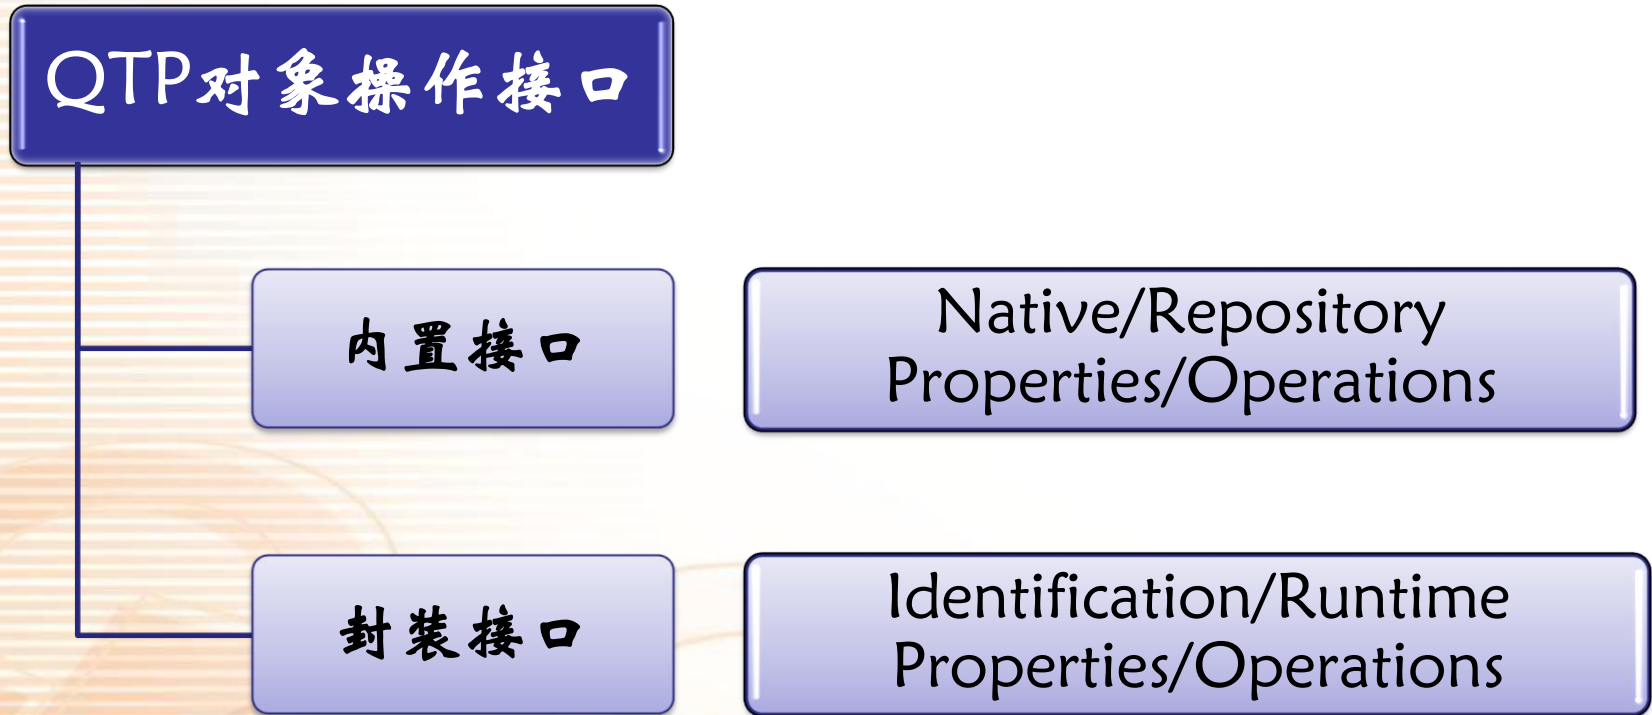 QTP对象操作接口
内置接口
Native/Repository
Properties/Operations
封装接口
Identification/Runtime
Properties/Operations